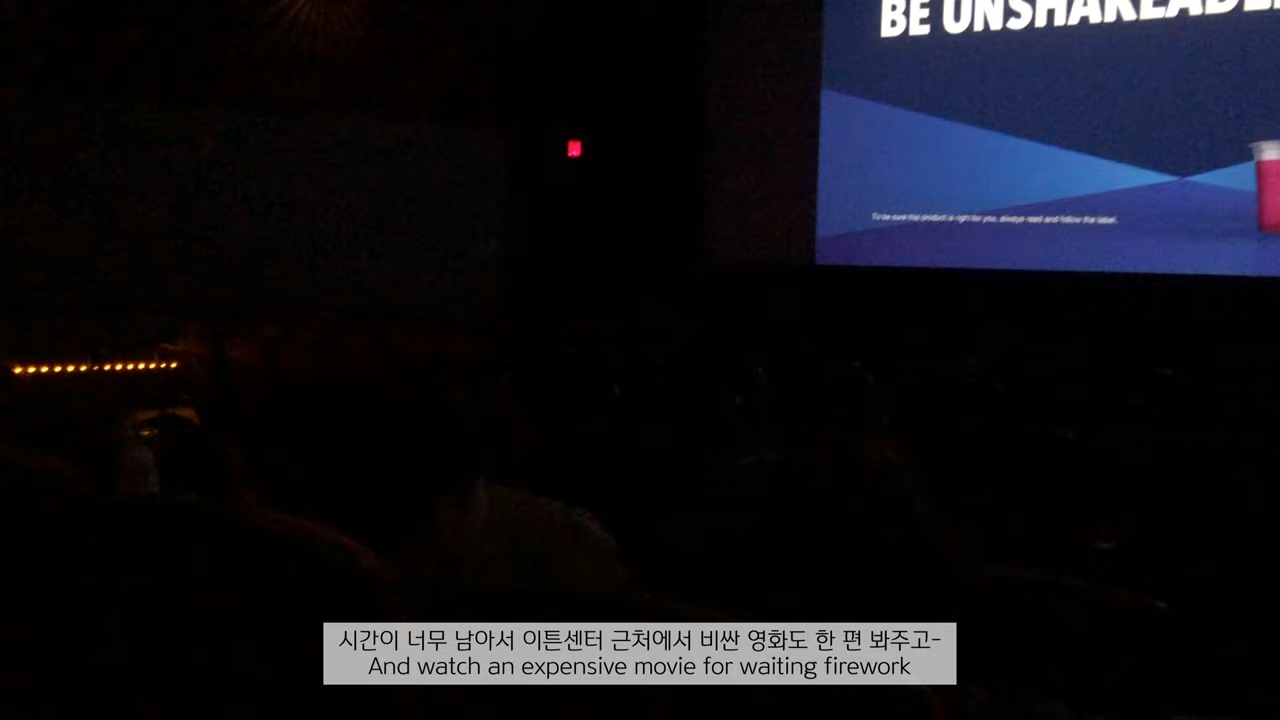 BE UNSHAKEABLE
To be sure this product is right for you, always read and follow the label.
시간이 너무 남아서 이튼센터 근처에서 비싼 영화도 한 편 봐주고-
And watch an expensive movie for waiting firework